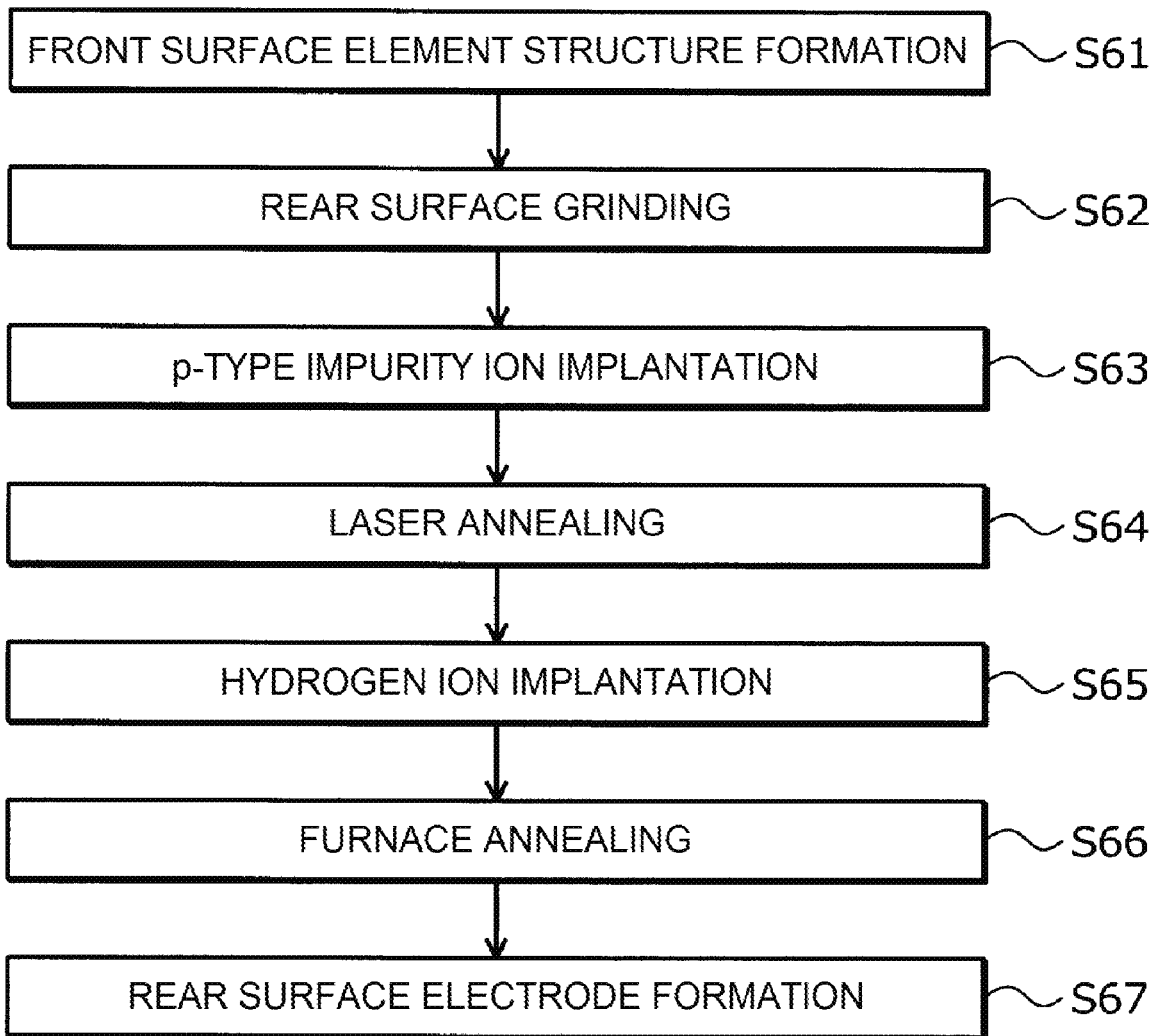 FRONT SURFACE ELEMENT STRUCTURE FORMATION S61
REAR SURFACE GRINDING S62
p-TYPE IMPURITY ION IMPLANTATION S63
LASER ANNEALING S64
HYDROGEN ION IMPLANTATION S65
FURNACE ANNEALING S66
REAR SURFACE ELECTRODE FORMATION S67